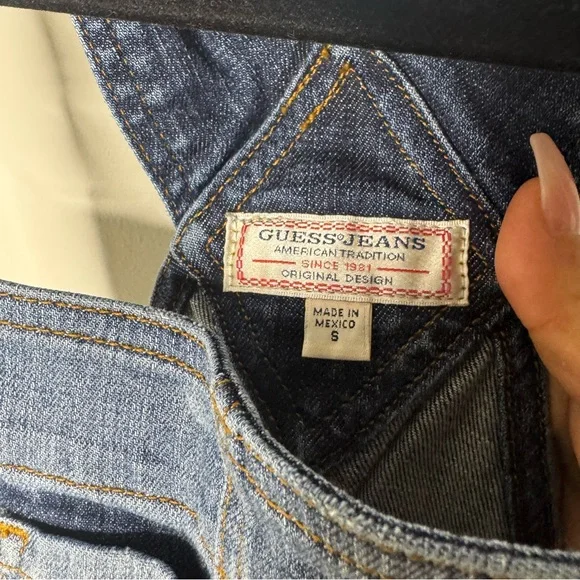 GUESS® JEANS
AMERICAN TRADITION
SINCE 1981
ORIGINAL DESIGN
MADE IN
MEXICO
S